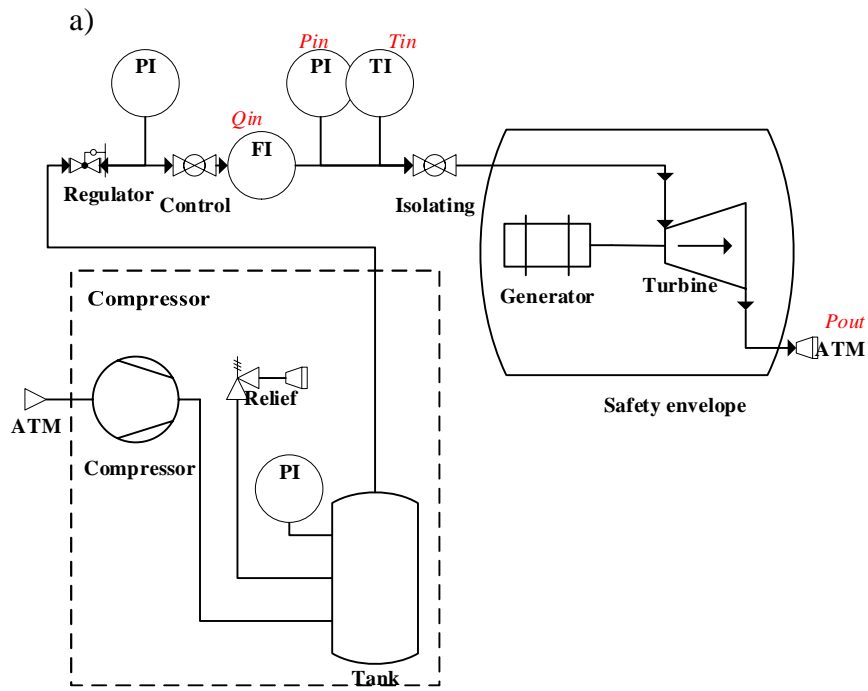 a)
Pin Tin
PI PI TI
Qin
FI
Regulator Control Isolating
Generator Turbine
Compressor
Pout
ATM
Relief
Safety envelope
ATM
Compressor
PI
Tank